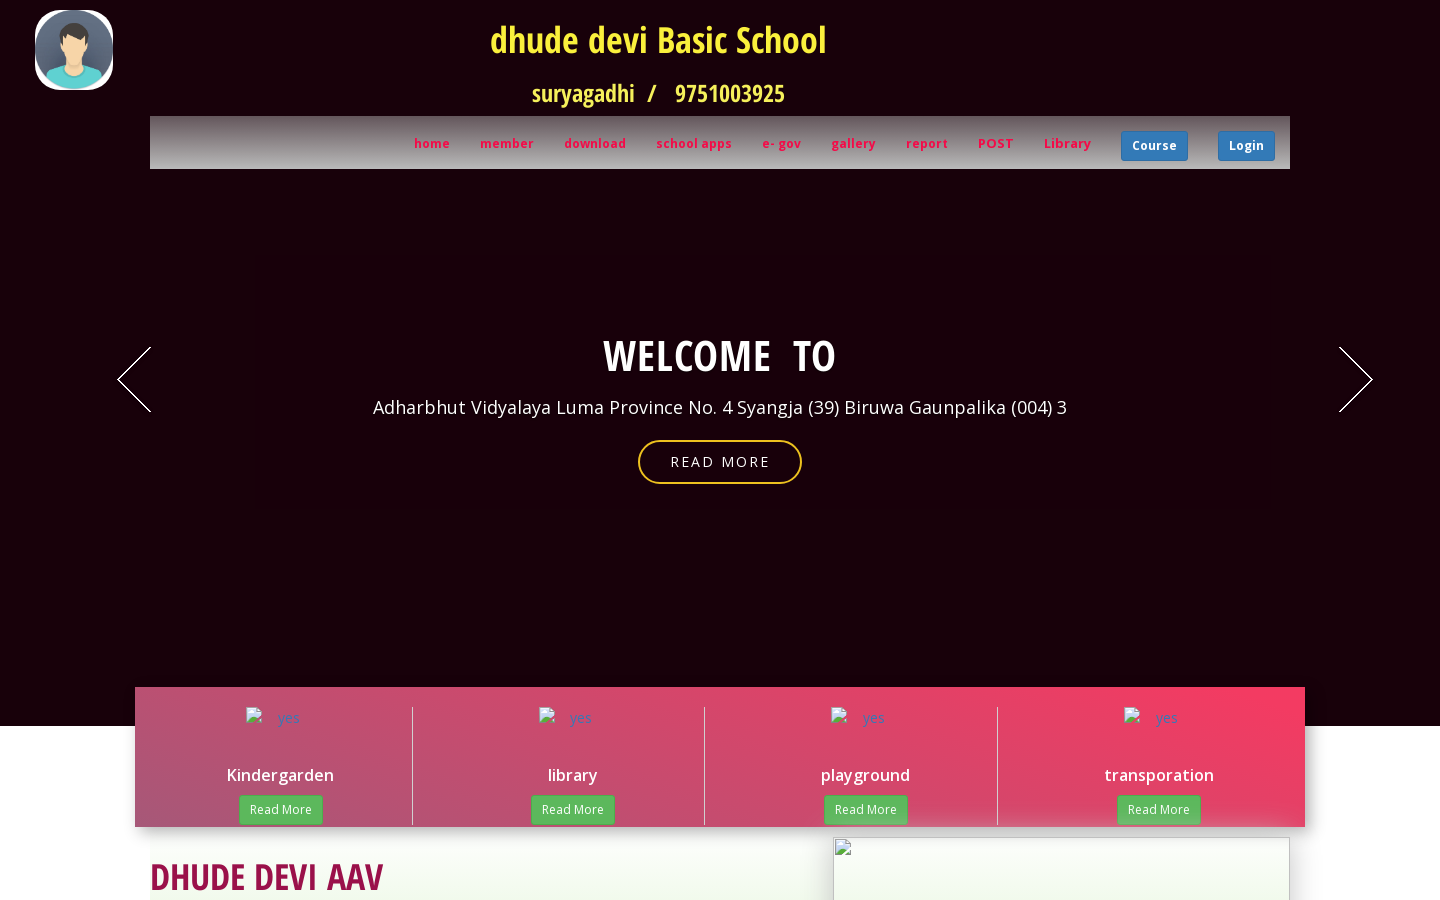 dhude devi Basic School
suryagadhi / 9751003925
home member download school apps e- gov gallery report POST Library Course Login
WELCOME TO
Adharbhut Vidyalaya Luma Province No. 4 Syangja (39) Biruwa Gaunpalika (004) 3
READ MORE
yes yes yes yes
Kindergarden library playground transporation
Read More Read More Read More Read More
DHUDE DEVI AAV